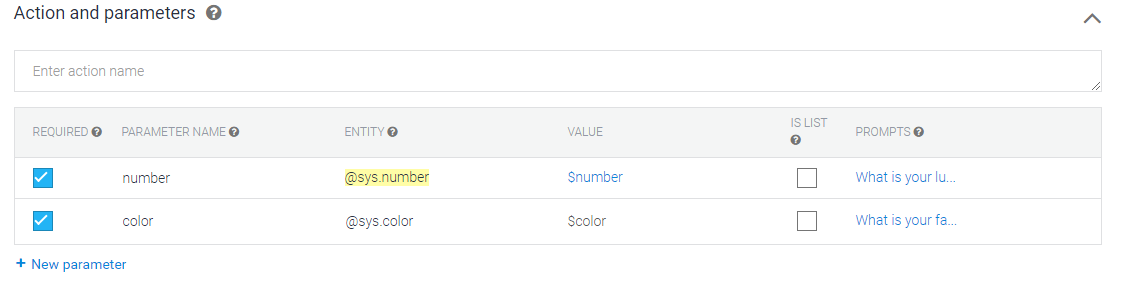 Action and parameters ?
Enter action name
REQUIRED ? PARAMETER NAME ? ENTITY ? VALUE IS LIST ? PROMPTS ?
number @sys.number $number What is your lu...
color @sys.color $color What is your fa...
+ New parameter